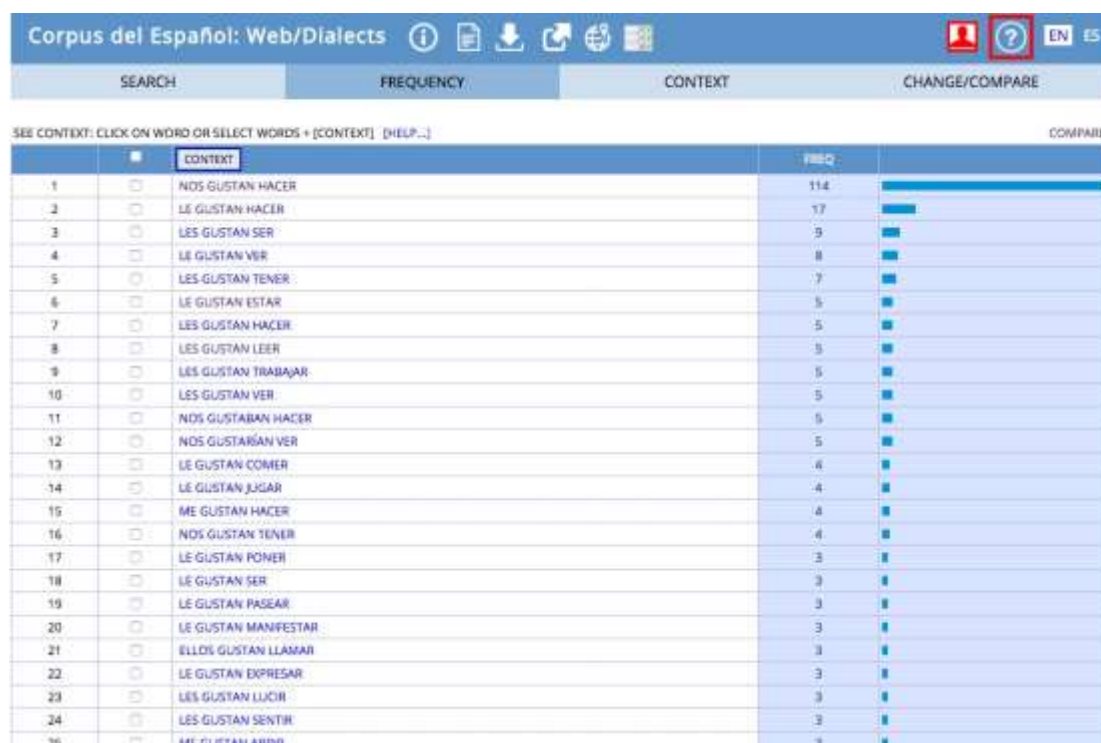 Corpus del Español: Web/Dialects EN ES
SEARCH FREQUENCY CONTEXT CHANGE/COMPARE
SEE CONTEXT: CLICK ON WORD OR SELECT WORDS + [CONTEXT] [HELP...] COMPARE
CONTEXT FREQ
1 NOS GUSTAN HACER 114
2 LE GUSTAN HACER 17
3 LES GUSTAN SER 9
4 LE GUSTAN VER 8
5 LES GUSTAN TENER 7
6 LE GUSTAN ESTAR 5
7 LES GUSTAN HACER 5
8 LES GUSTAN LEER 5
9 LES GUSTAN TRABAJAR 5
10 LES GUSTAN VER 5
11 NOS GUSTABAN HACER 5
12 NOS GUSTARÍAN VER 5
13 LE GUSTAN COMER 4
14 LE GUSTAN JUGAR 4
15 ME GUSTAN HACER 4
16 NOS GUSTAN TENER 4
17 LE GUSTAN PONER 3
18 LE GUSTAN SER 3
19 LE GUSTAN PASEAR 3
20 LE GUSTAN MANIFESTAR 3
21 ELLOS GUSTAN LLAMAR 3
22 LE GUSTAN EXPRESAR 3
23 LES GUSTAN LUCIR 3
24 LES GUSTAN SENTIR 3